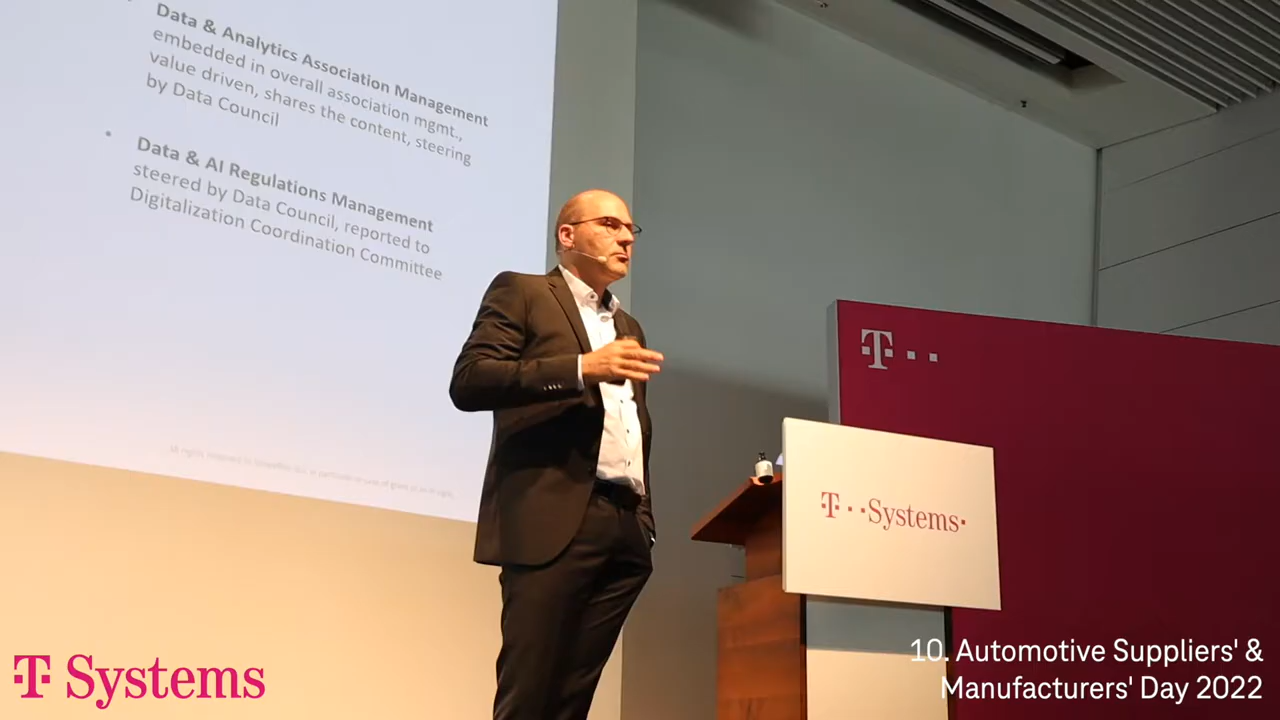 Data & Analytics Association Management
embedded in overall association mgmt.,
value driven, shares the content, steering
by Data Council
• Data & AI Regulations Management
steered by Data Council, reported to
Digitalization Coordination Committee
T
T Systems
T Systems
10. Automotive Suppliers' &
Manufacturers' Day 2022